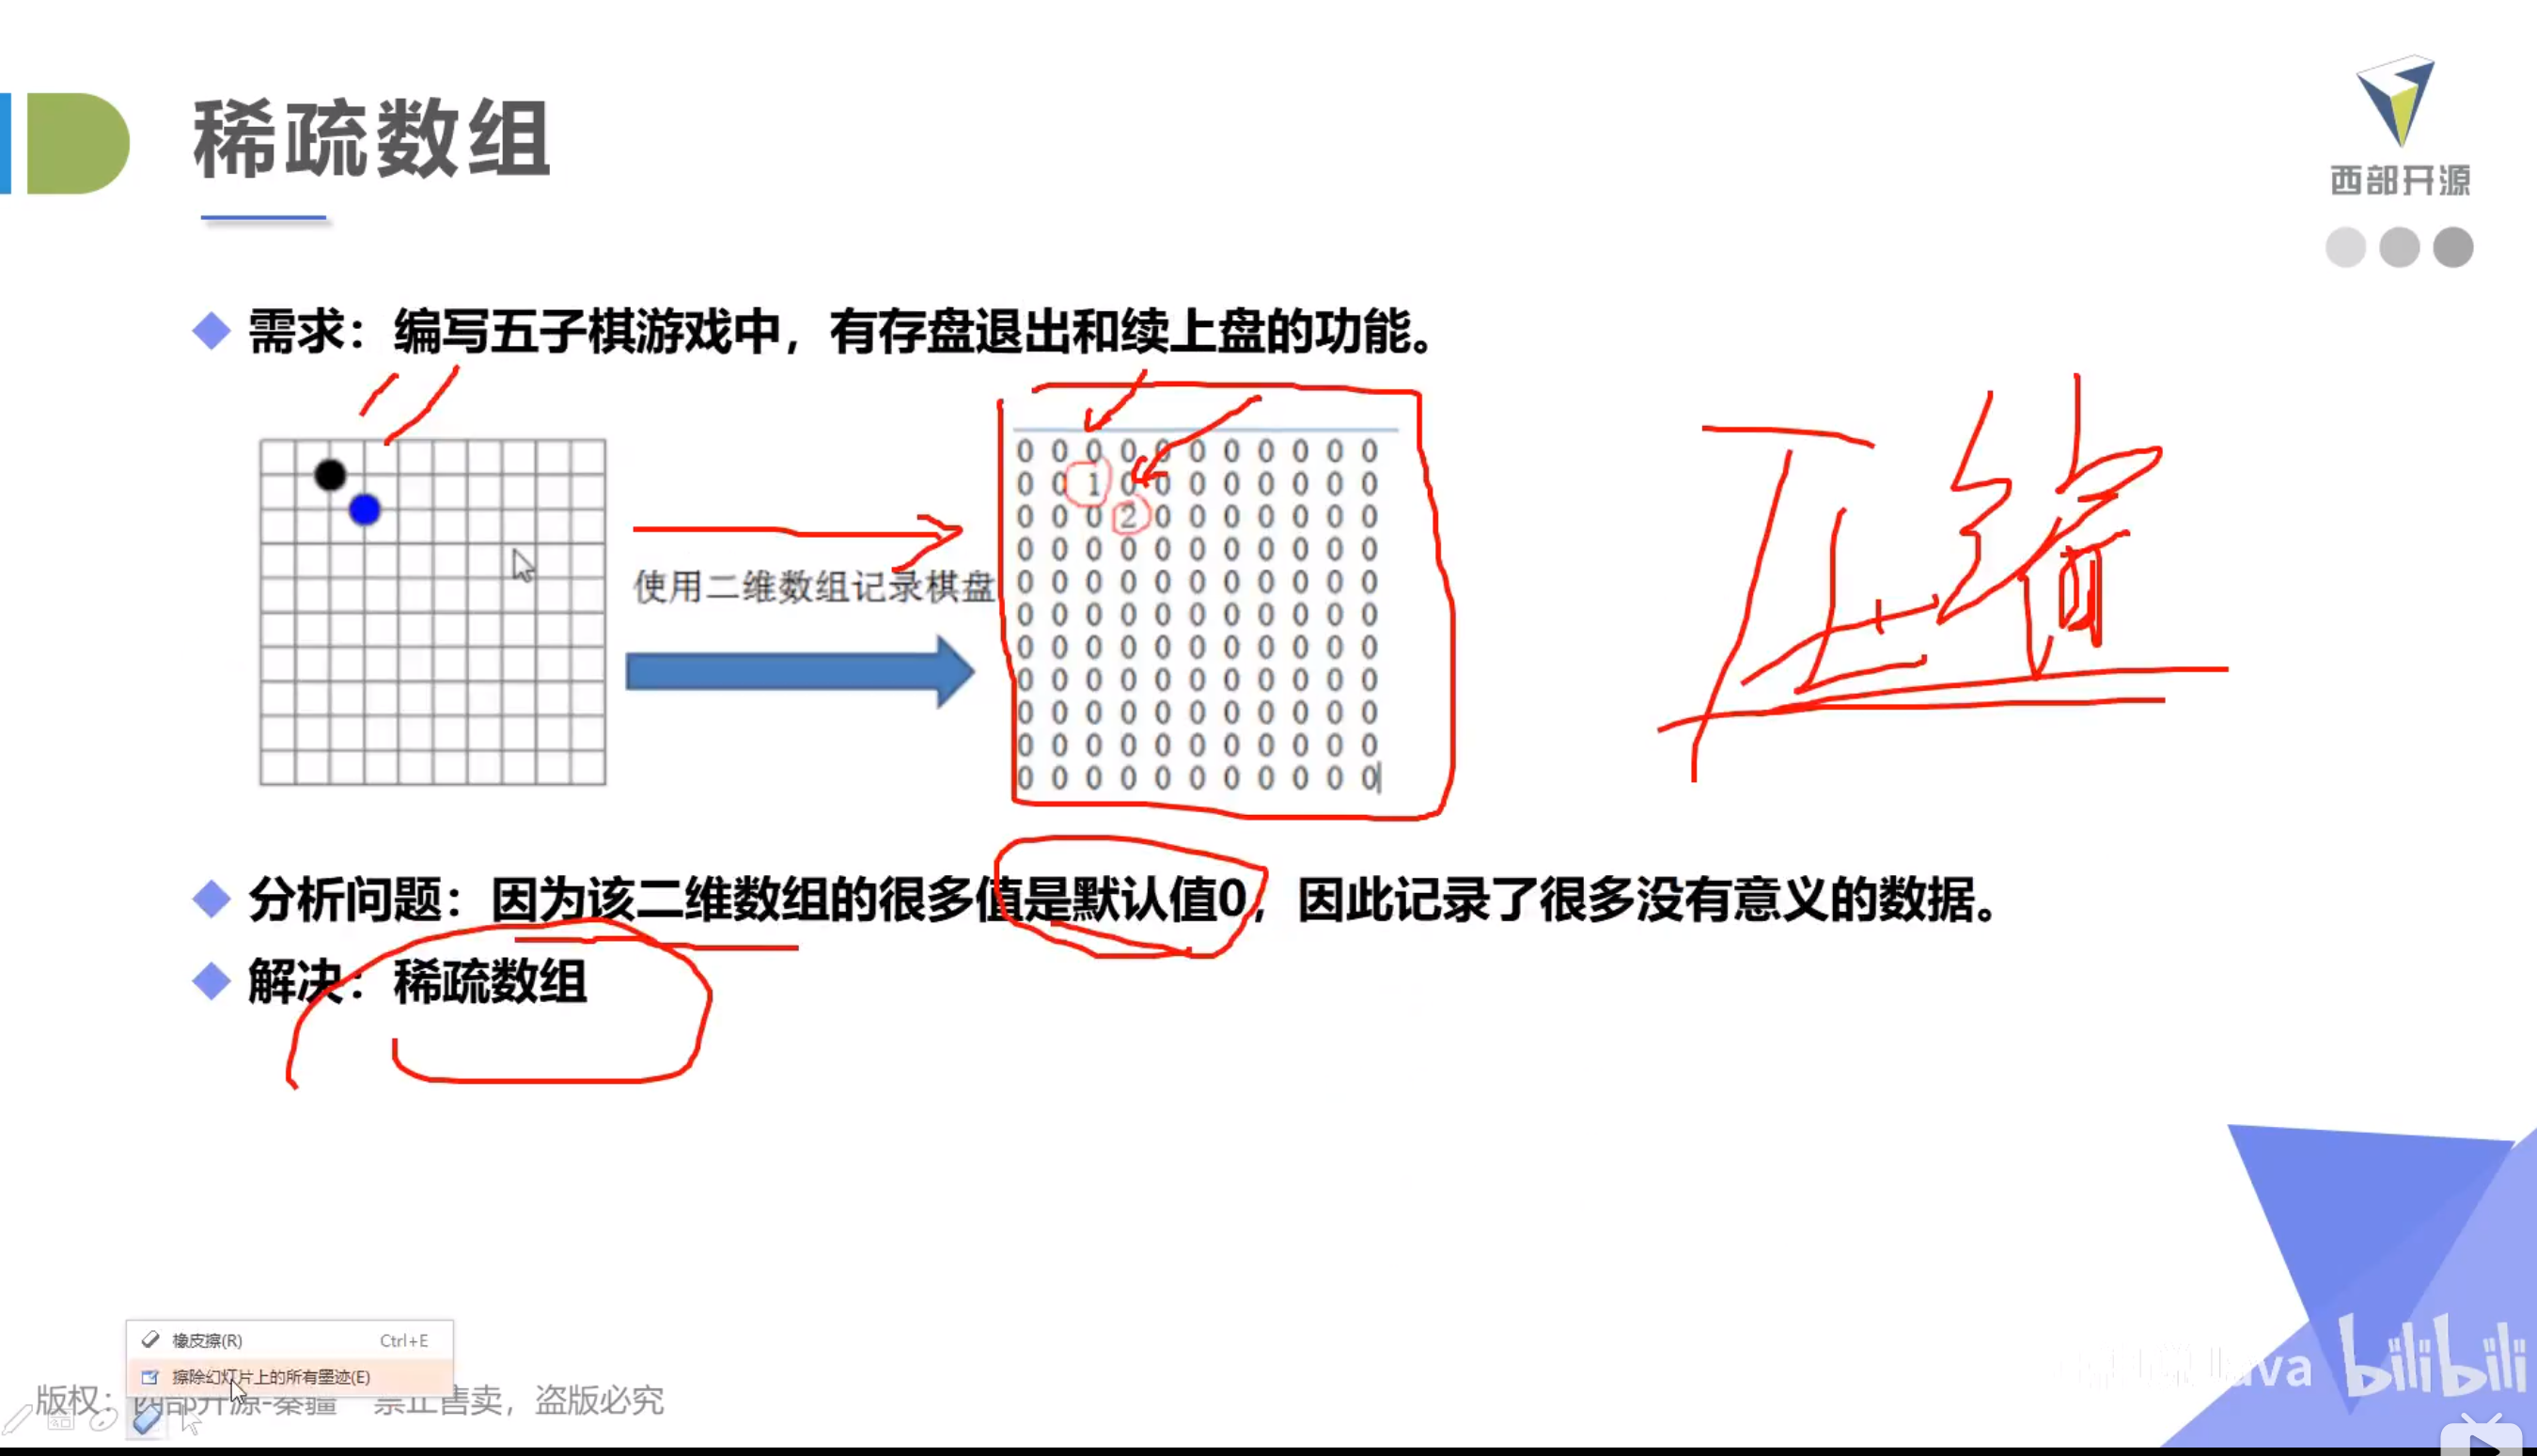 稀疏数组
西部开源
需求：编写五子棋游戏中，有存盘退出和续上盘的功能。
使用二维数组记录棋盘
0 0 0 0 0 0 0 0 0 0 0
0 0 1 0 0 0 0 0 0 0 0
0 0 0 2 0 0 0 0 0 0 0
0 0 0 0 0 0 0 0 0 0 0
0 0 0 0 0 0 0 0 0 0 0
0 0 0 0 0 0 0 0 0 0 0
0 0 0 0 0 0 0 0 0 0 0
0 0 0 0 0 0 0 0 0 0 0
0 0 0 0 0 0 0 0 0 0 0
0 0 0 0 0 0 0 0 0 0 0
0 0 0 0 0 0 0 0 0 0 0
压缩
分析问题：因为该二维数组的很多值是默认值0，因此记录了很多没有意义的数据。
解决：稀疏数组
橡皮擦(R) Ctrl+E
擦除幻灯片上的所有墨迹(E)
版权：西部开源-秦疆 禁止售卖，盗版必究
bilibili